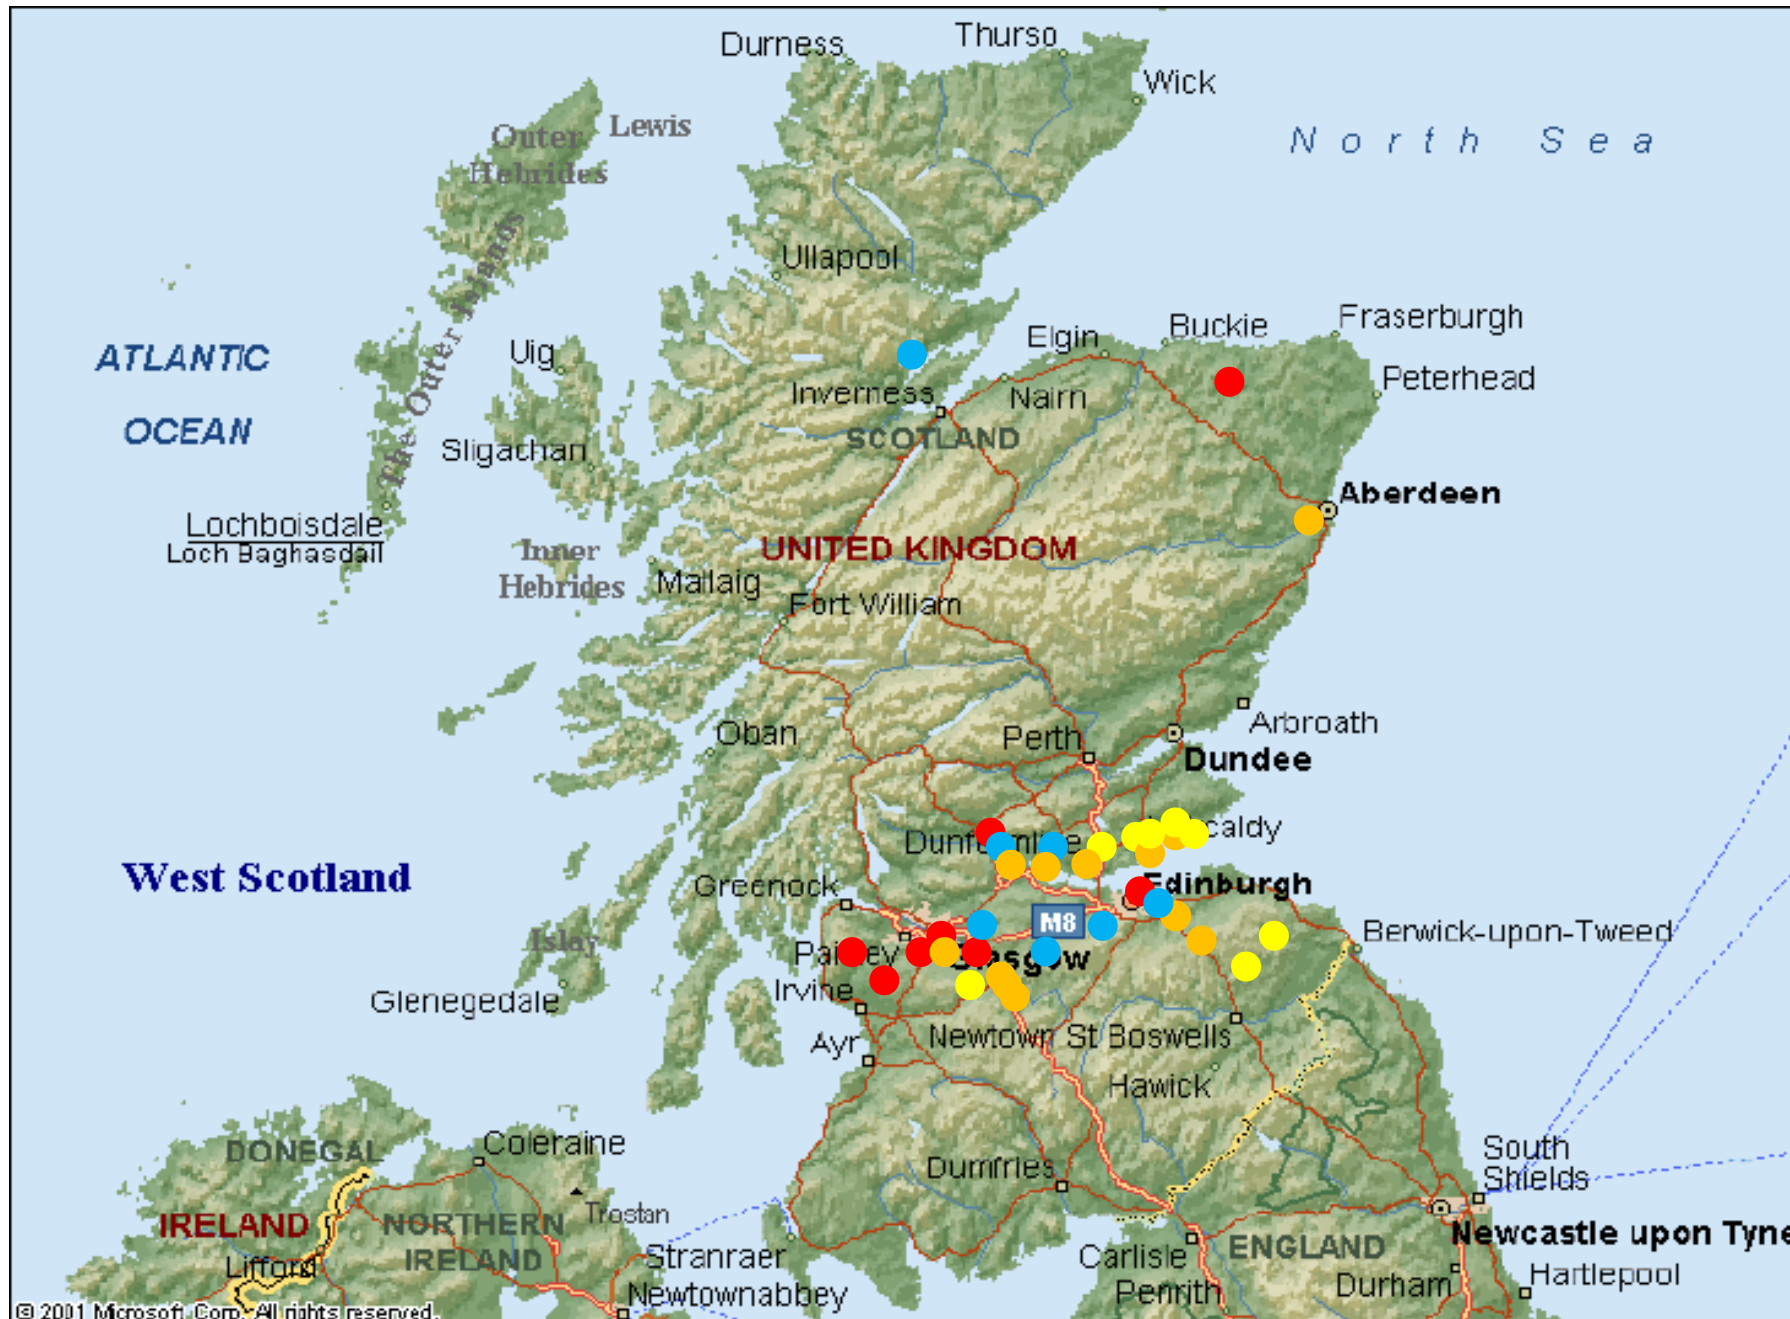 Durness
Thurso
Wick
Outer
Hebrides
Lewis
North Sea
The Outer Islands
Ullapool
ATLANTIC
OCEAN
Uig
Elgin
Buckie
Fraserburgh
Peterhead
Inverness
Nairn
SCOTLAND
Sligachan
Aberdeen
Lochboisdale
Loch Baghasdail
Inner
Hebrides
UNITED KINGDOM
Mallaig
Fort William
Oban
Perth
Arbroath
Dundee
West Scotland
caldy
Greenock
Edinburgh
M8
Islay
Berwick-upon-Tweed
Glasgow
Glenegedale
Irvine
Ayr
Newtown St Boswells
Hawick
DONEGAL
Coleraine
Dumfries
South
Shields
IRELAND
NORTHERN
IRELAND
Trostan
Stranraer
Carlisle
ENGLAND
Newcastle upon Tyne
Lifford
Newtownabbey
Penrith
Durham
Hartlepool
© 2001 Microsoft Corp. All rights reserved.